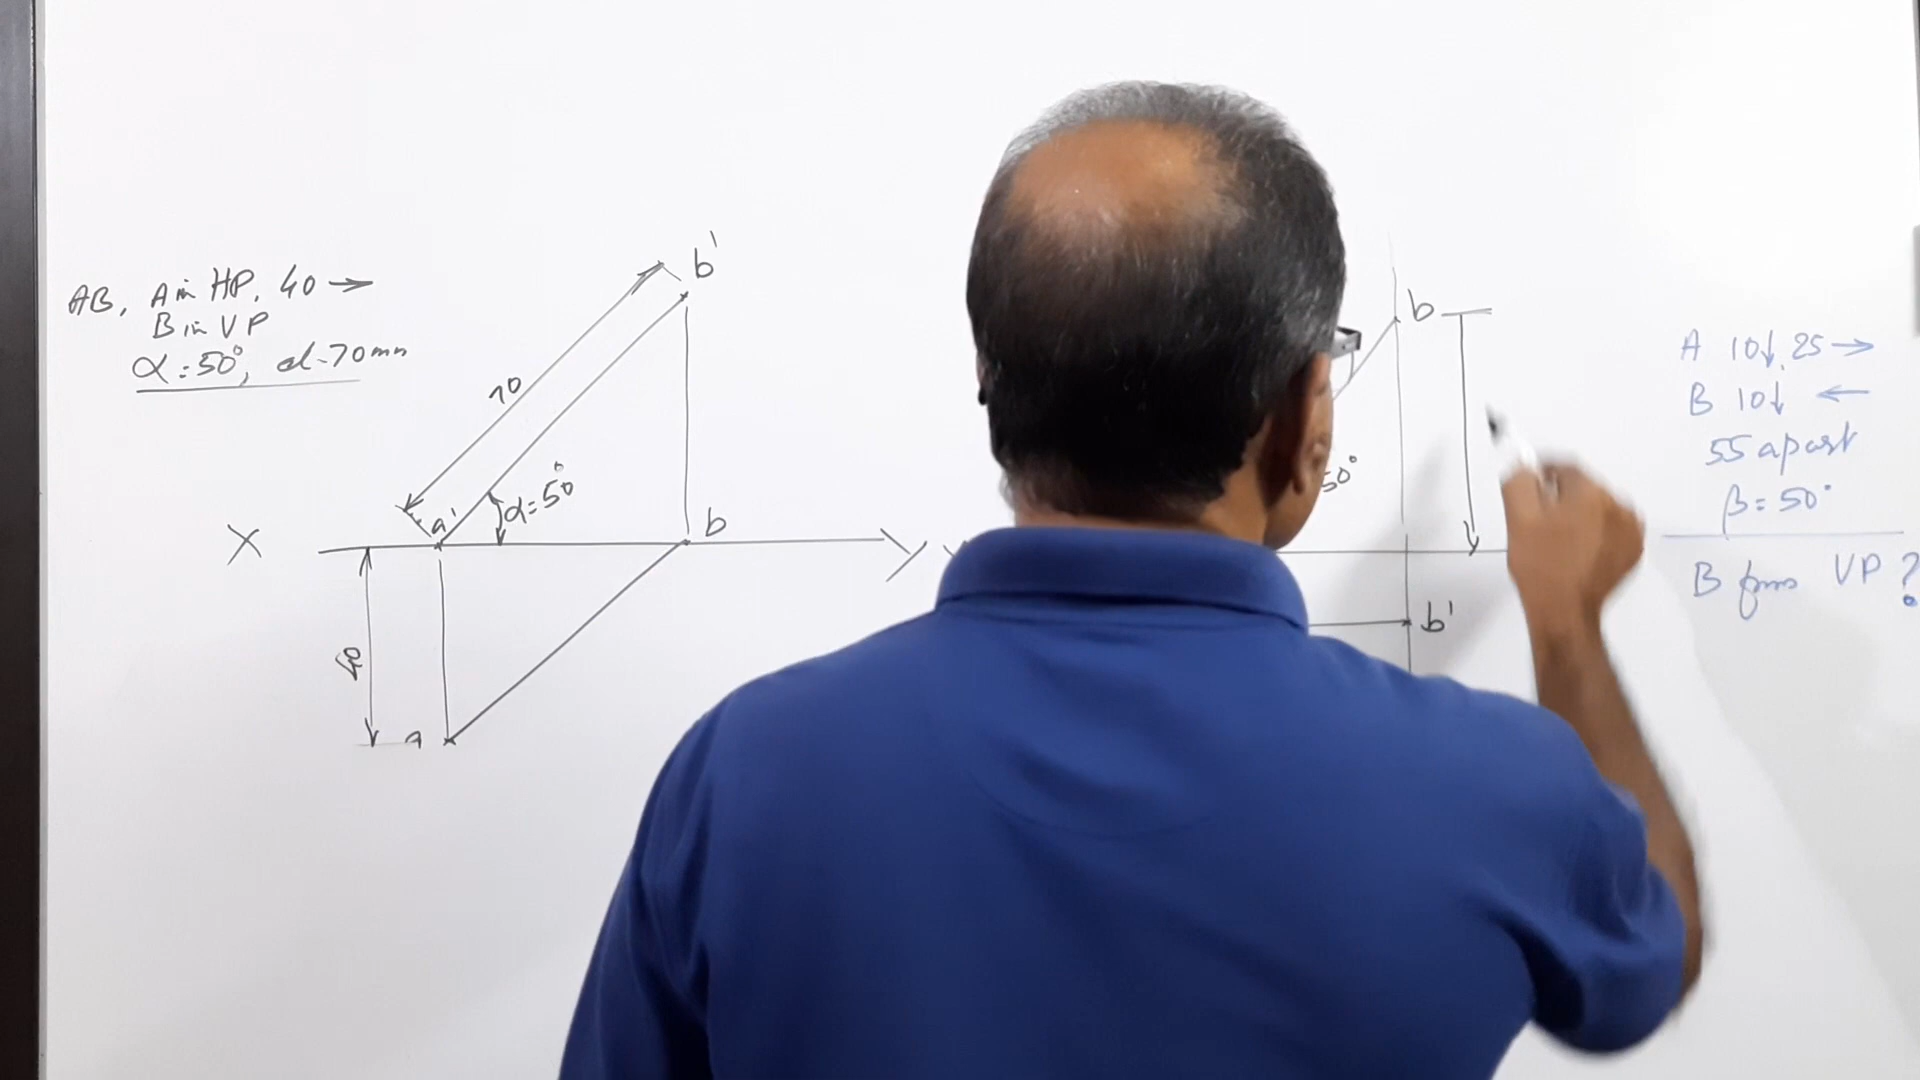 AB, A in HP, 40 →
B in VP
α = 50°, d = 70mm
70
b'
a'
α = 50°
b
X
Y
40
a
b
50°
b'
A 10↓, 25 →
B 10↓ ←
55 apart
β = 50°
B from VP ?